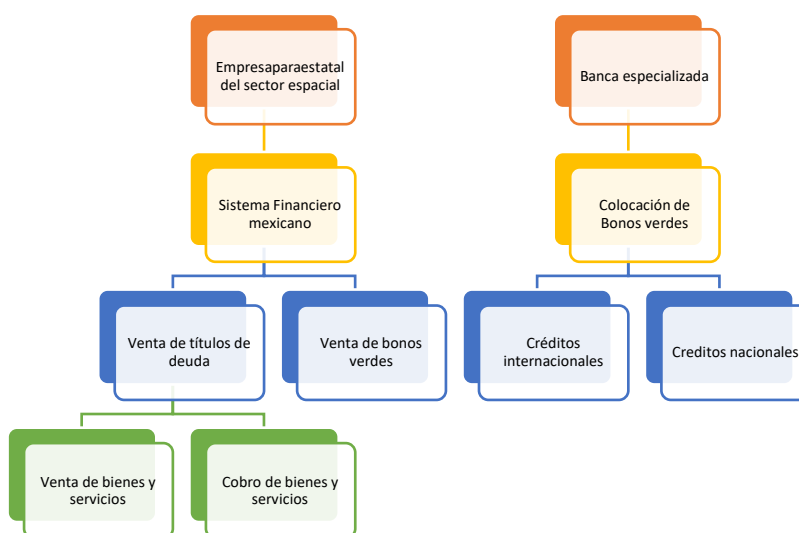 Empresaparaestatal
del sector espacial
Banca especializada
Sistema Financiero
mexicano
Colocación de
Bonos verdes
Venta de títulos de
deuda
Venta de bonos
verdes
Créditos
internacionales
Creditos nacionales
Venta de bienes y
servicios
Cobro de bienes y
servicios